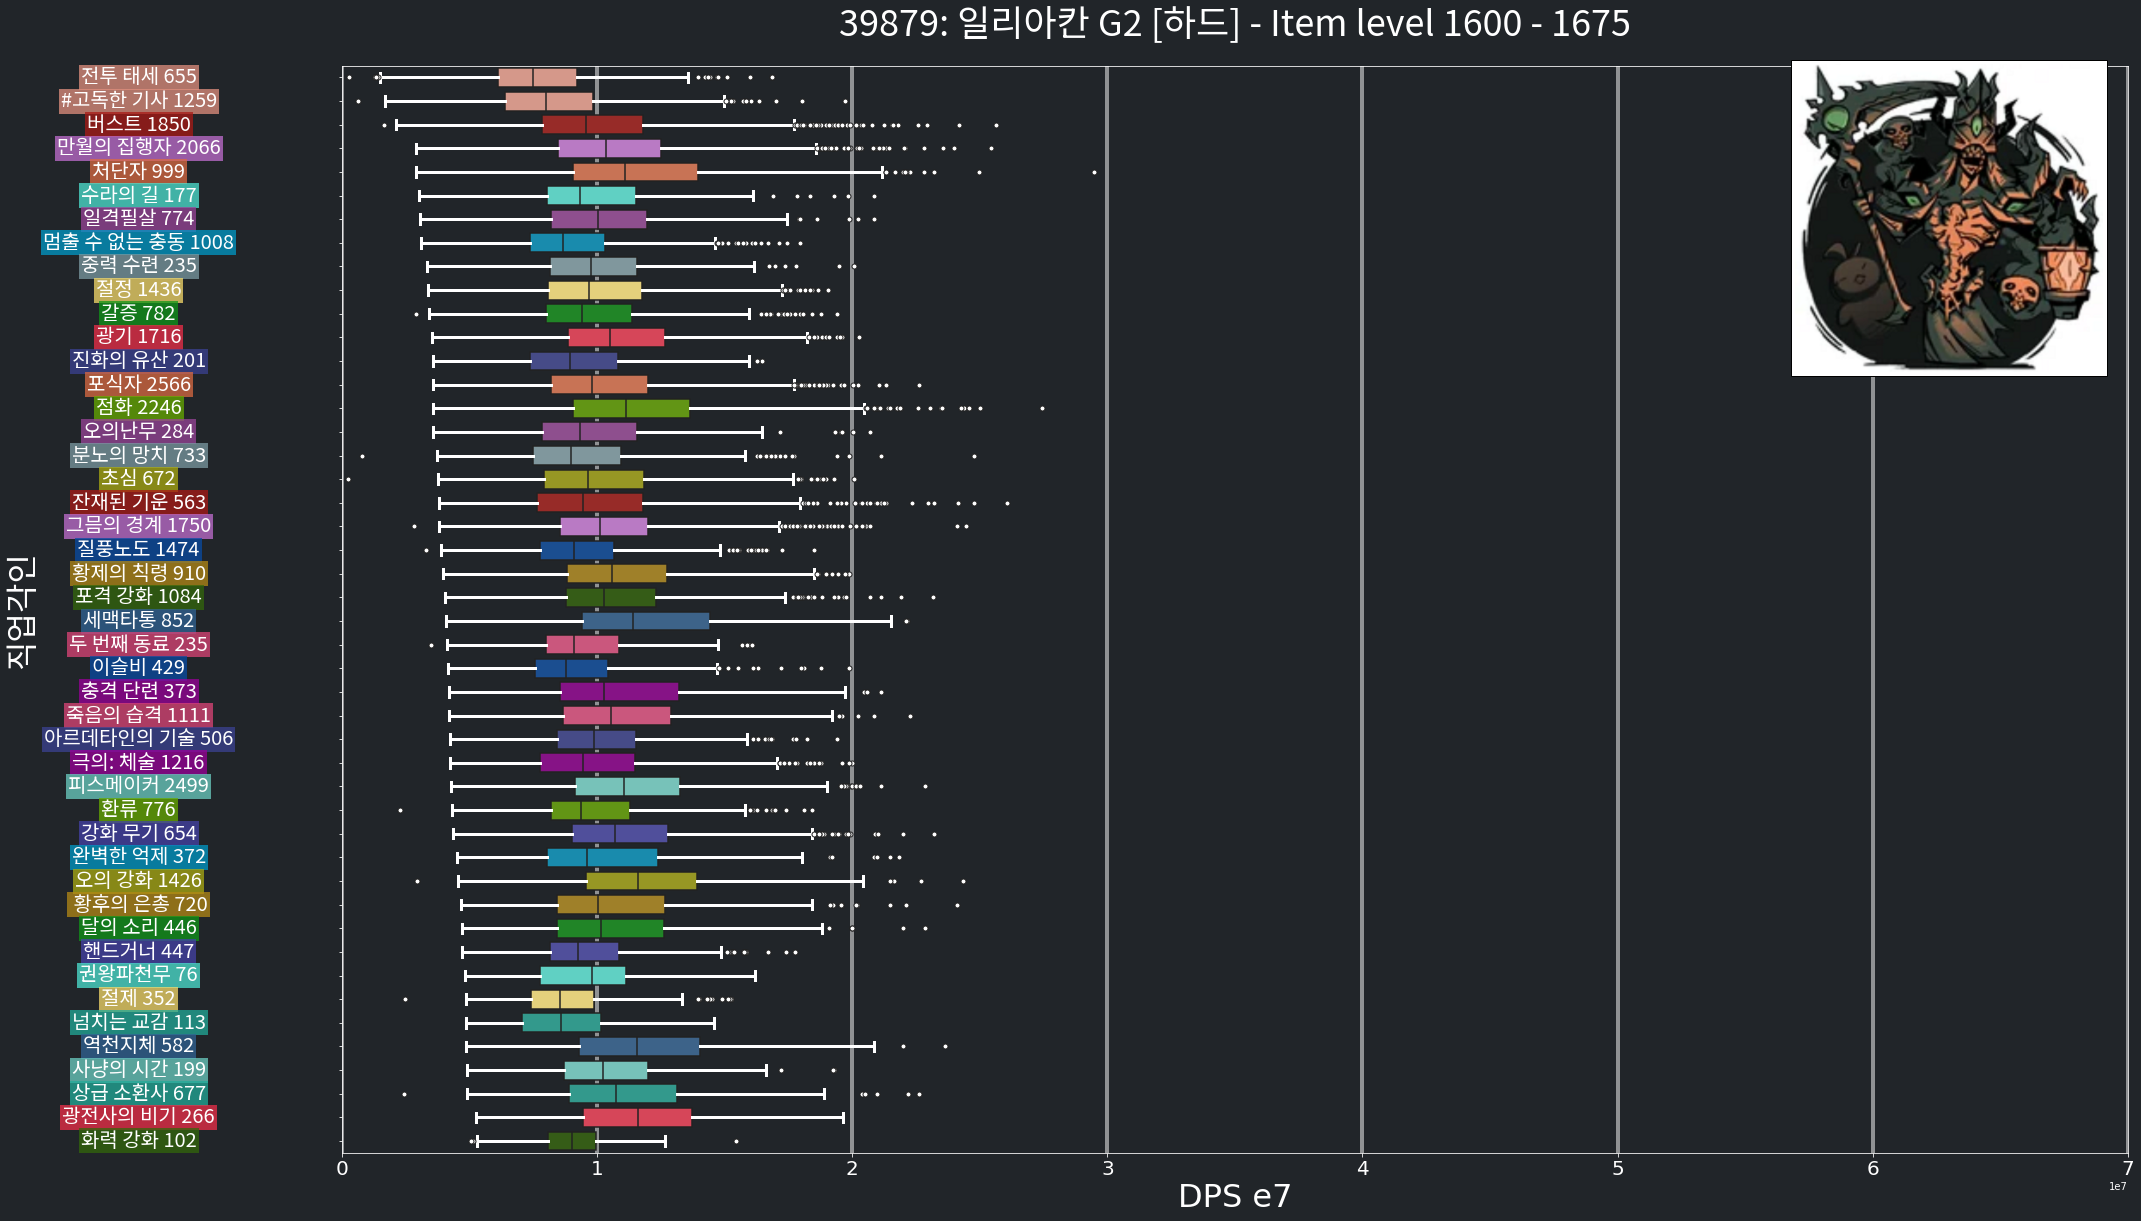 39879: 일리아칸 G2 [하드] - Item level 1600 - 1675
전투 태세 655
#고독한 기사 1259
버스트 1850
만월의 집행자 2066
처단자 999
수라의 길 177
일격필살 774
멈출 수 없는 충동 1008
중력 수련 235
절정 1436
갈증 782
광기 1716
진화의 유산 201
포식자 2566
점화 2246
오의난무 284
분노의 망치 733
초심 672
잔재된 기운 563
그믐의 경계 1750
질풍노도 1474
황제의 칙령 910
포격 강화 1084
세맥타통 852
두 번째 동료 235
이슬비 429
충격 단련 373
죽음의 습격 1111
아르데타인의 기술 506
극의: 체술 1216
피스메이커 2499
환류 776
강화 무기 654
완벽한 억제 372
오의 강화 1426
황후의 은총 720
달의 소리 446
핸드거너 447
권왕파천무 76
절제 352
넘치는 교감 113
역천지체 582
사냥의 시간 199
상급 소환사 677
광전사의 비기 266
화력 강화 102
직업각인
0 1 2 3 4 5 6 7
DPS e7
1e7